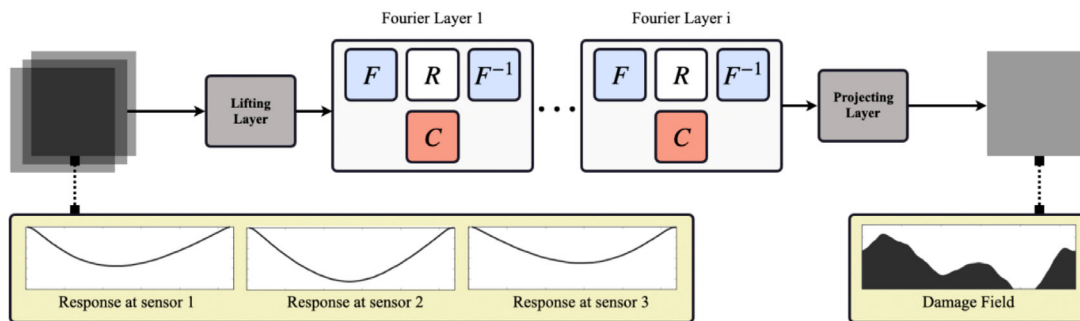 Fourier Layer 1
Fourier Layer i
F
R
F⁻¹
C
F
R
F⁻¹
C
Lifting
Layer
Projecting
Layer
Response at sensor 1
Response at sensor 2
Response at sensor 3
Damage Field